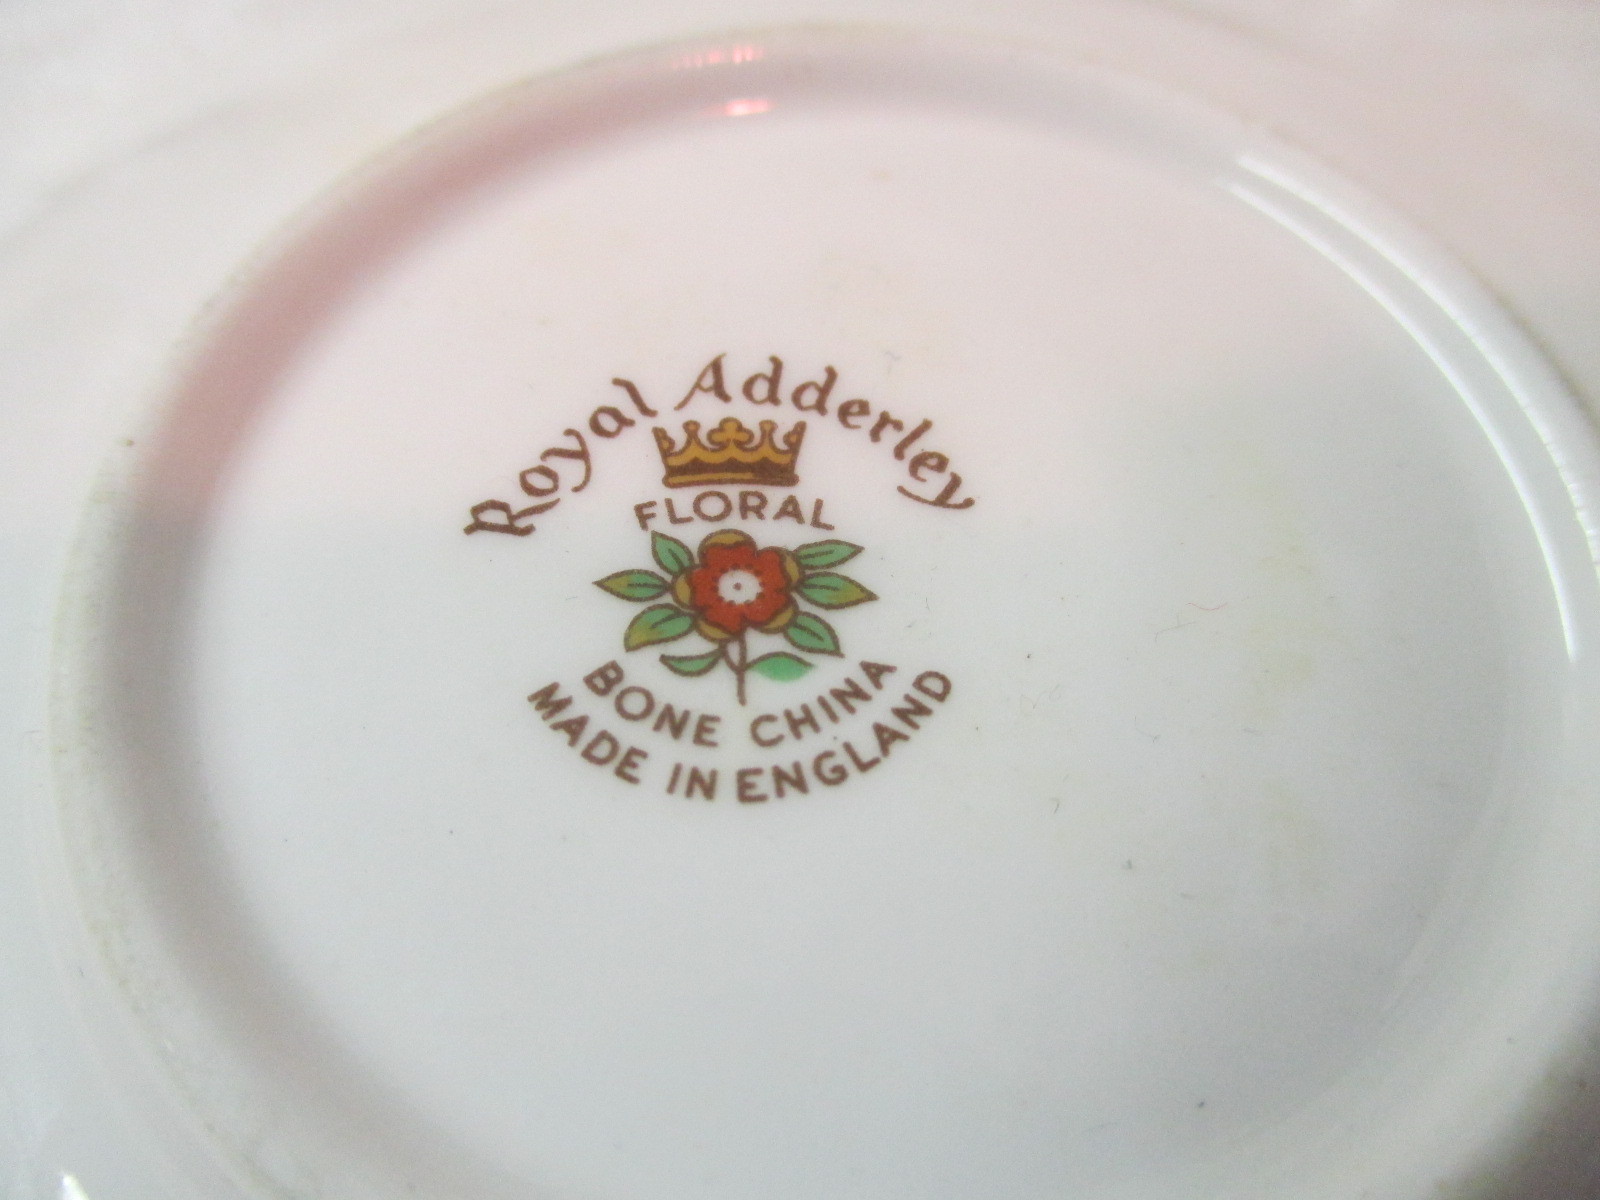 Royal Adderley
FLORAL
BONE CHINA
MADE IN ENGLAND